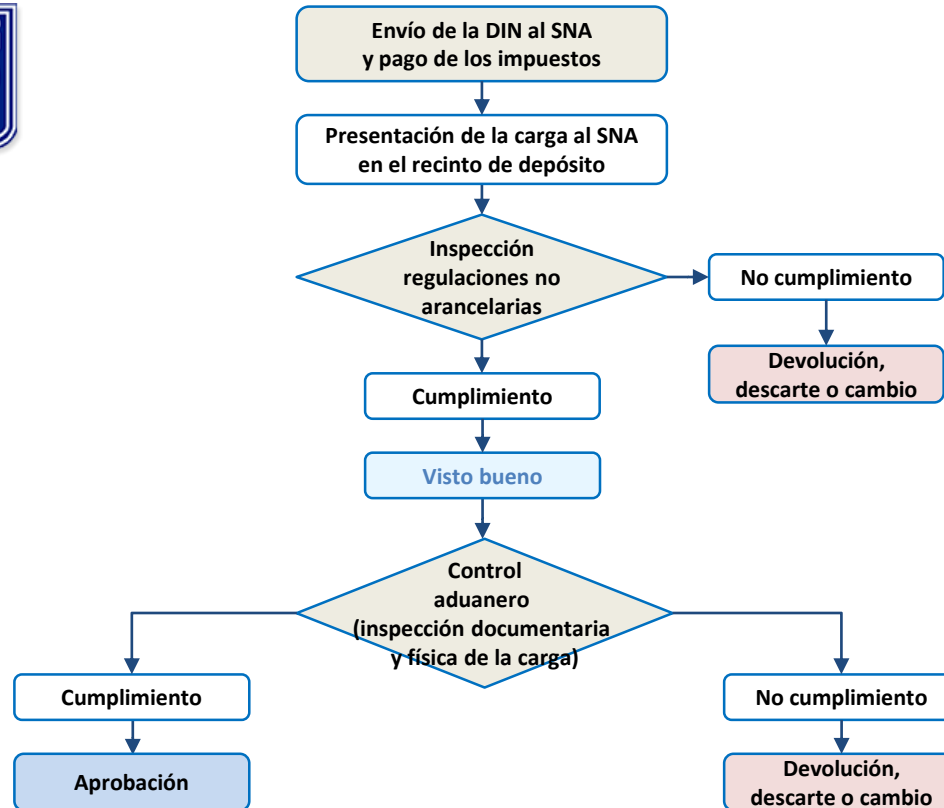 Envío de la DIN al SNA
y pago de los impuestos
Presentación de la carga al SNA
en el recinto de depósito
Inspección
regulaciones no
arancelarias
No cumplimiento
Devolución,
descarte o cambio
Cumplimiento
Visto bueno
Control
aduanero
(inspección documentaria
y física de la carga)
Cumplimiento
No cumplimiento
Aprobación
Devolución,
descarte o cambio